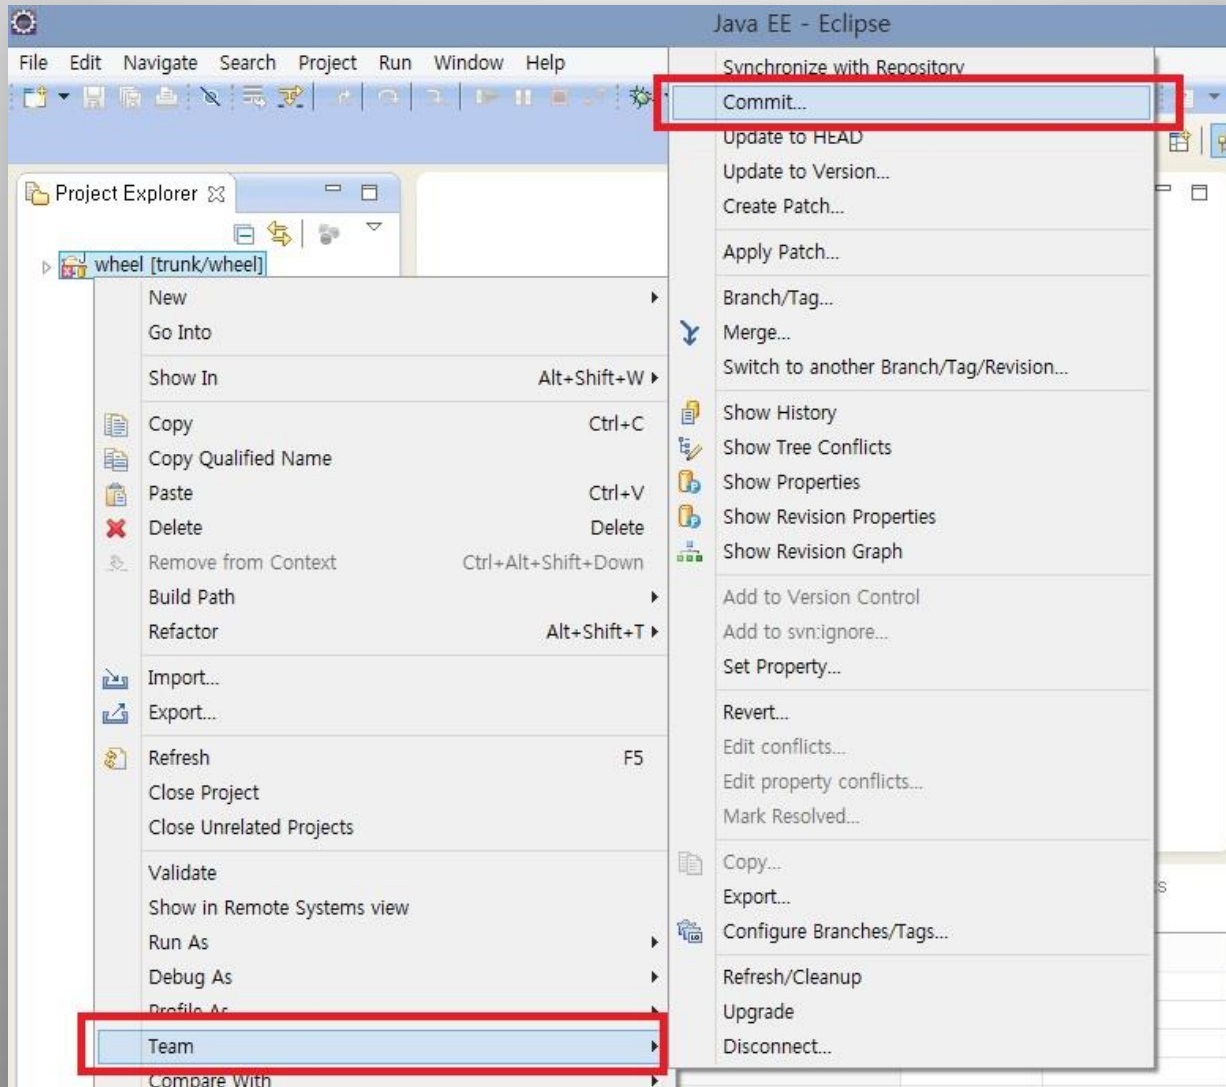 Java EE - Eclipse
File Edit Navigate Search Project Run Window Help
Project Explorer
wheel [trunk/wheel]
New
Go Into
Show In Alt+Shift+W
Copy Ctrl+C
Copy Qualified Name
Paste Ctrl+V
Delete Delete
Remove from Context Ctrl+Alt+Shift+Down
Build Path
Refactor Alt+Shift+T
Import...
Export...
Refresh F5
Close Project
Close Unrelated Projects
Validate
Show in Remote Systems view
Run As
Debug As
Profile As
Team
Compare With
Synchronize with Repository
Commit...
Update to HEAD
Update to Version...
Create Patch...
Apply Patch...
Branch/Tag...
Merge...
Switch to another Branch/Tag/Revision...
Show History
Show Tree Conflicts
Show Properties
Show Revision Properties
Show Revision Graph
Add to Version Control
Add to svn:ignore...
Set Property...
Revert...
Edit conflicts...
Edit property conflicts...
Mark Resolved...
Copy...
Export...
Configure Branches/Tags...
Refresh/Cleanup
Upgrade
Disconnect...